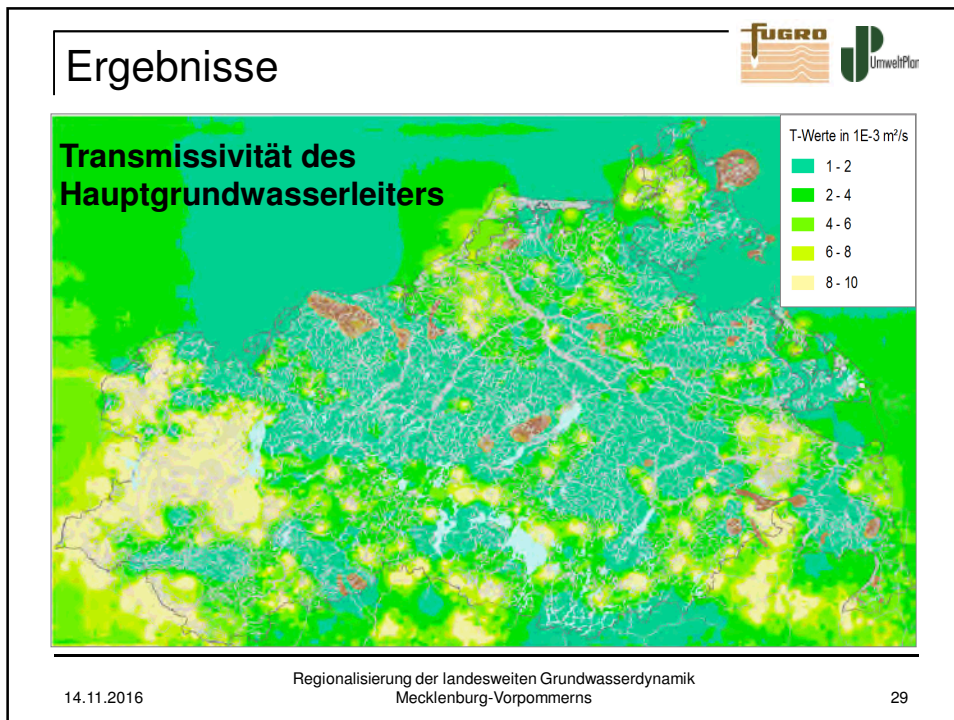 Ergebnisse
FUGRO
UmweltPlan
Transmissivität des
Hauptgrundwasserleiters
T-Werte in 1E-3 m²/s
1 - 2
2 - 4
4 - 6
6 - 8
8 - 10
14.11.2016
Regionalisierung der landesweiten Grundwasserdynamik
Mecklenburg-Vorpommerns
29